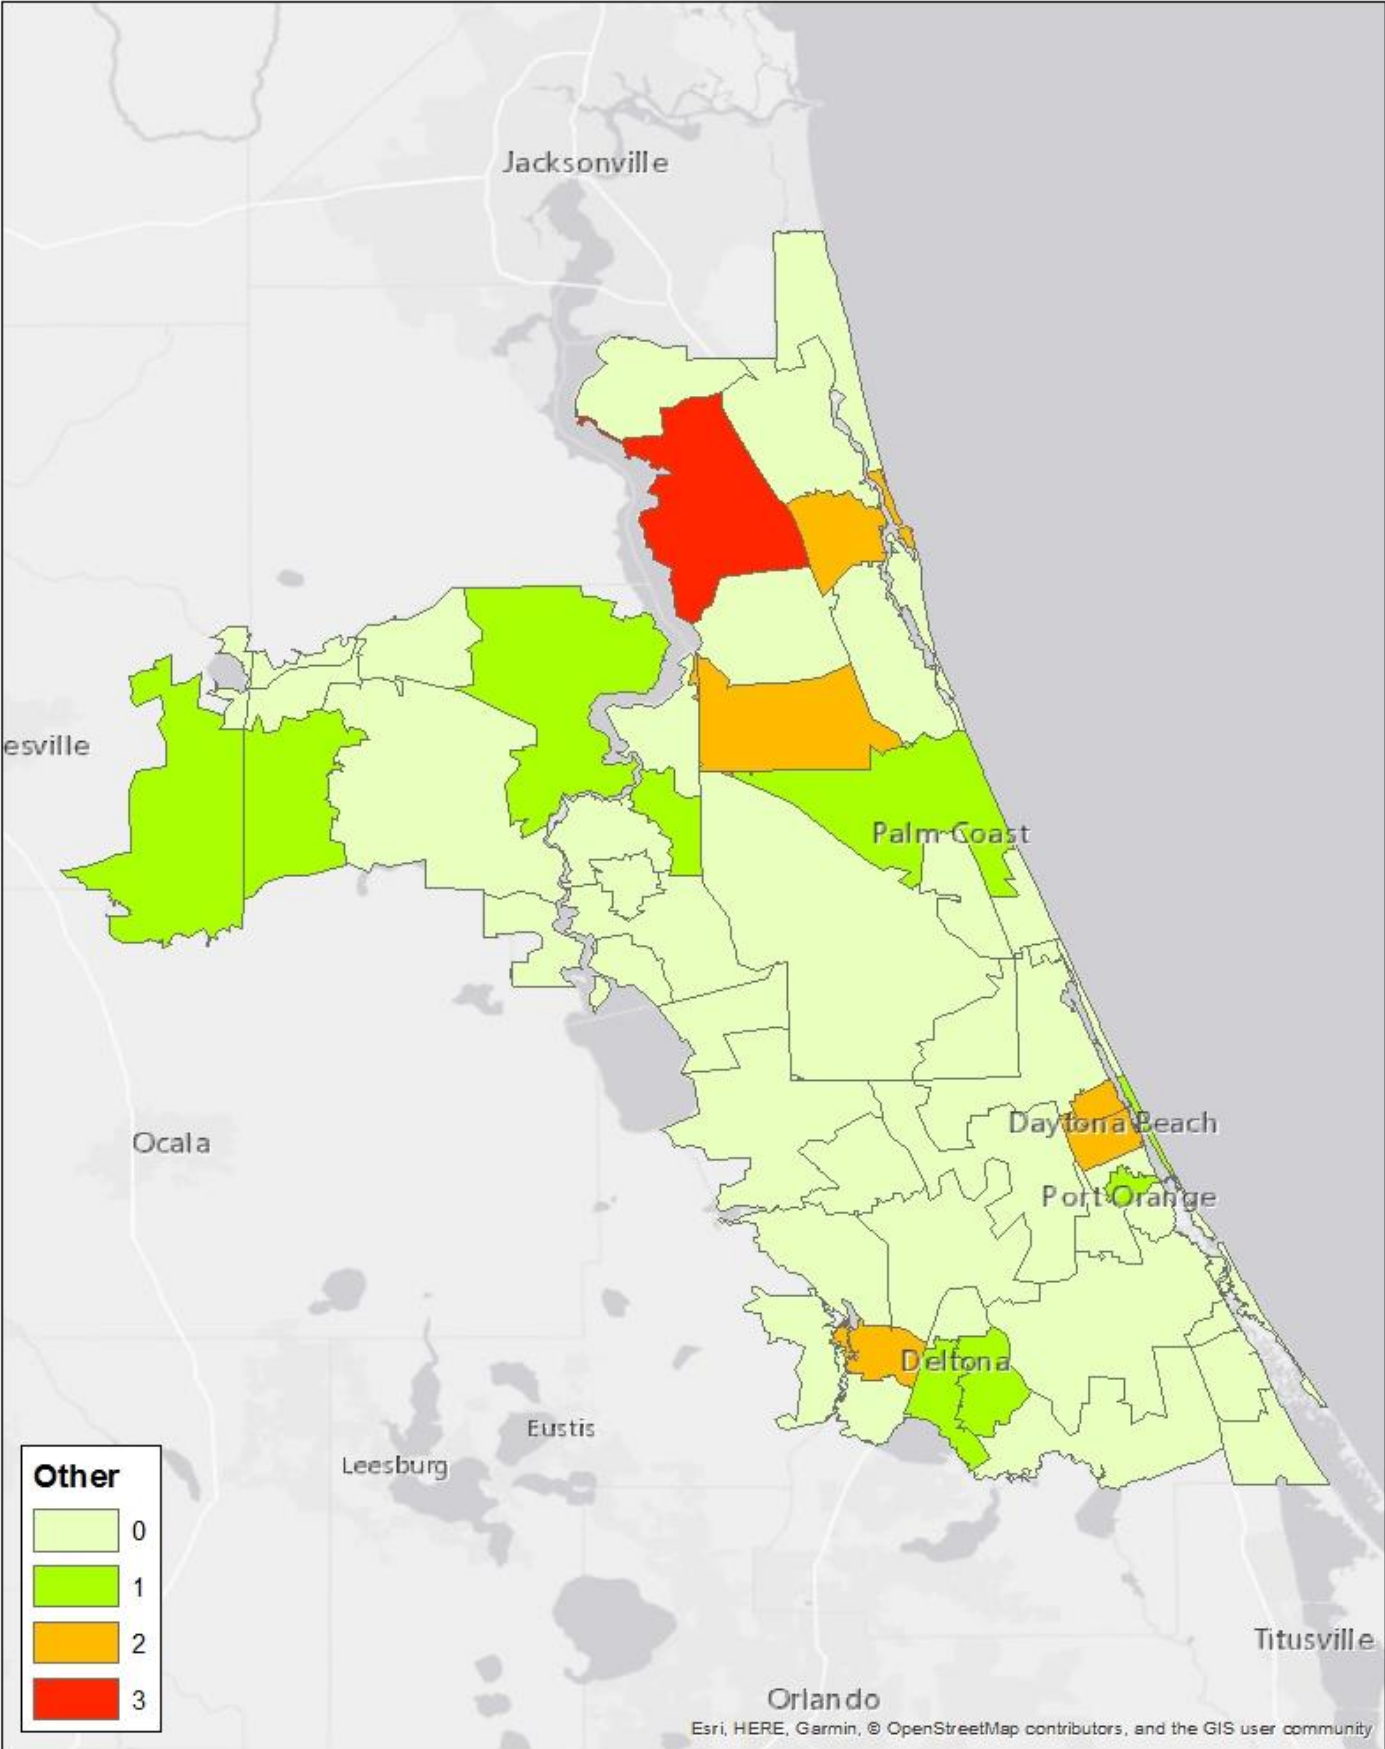 Jacksonville
esville
Palm Coast
Daytona Beach
Ocala
Port Orange
Deltona
Eustis
Leesburg
Other
0
1
2
3
Titusville
Orlando
Esri, HERE, Garmin, © OpenStreetMap contributors, and the GIS user community